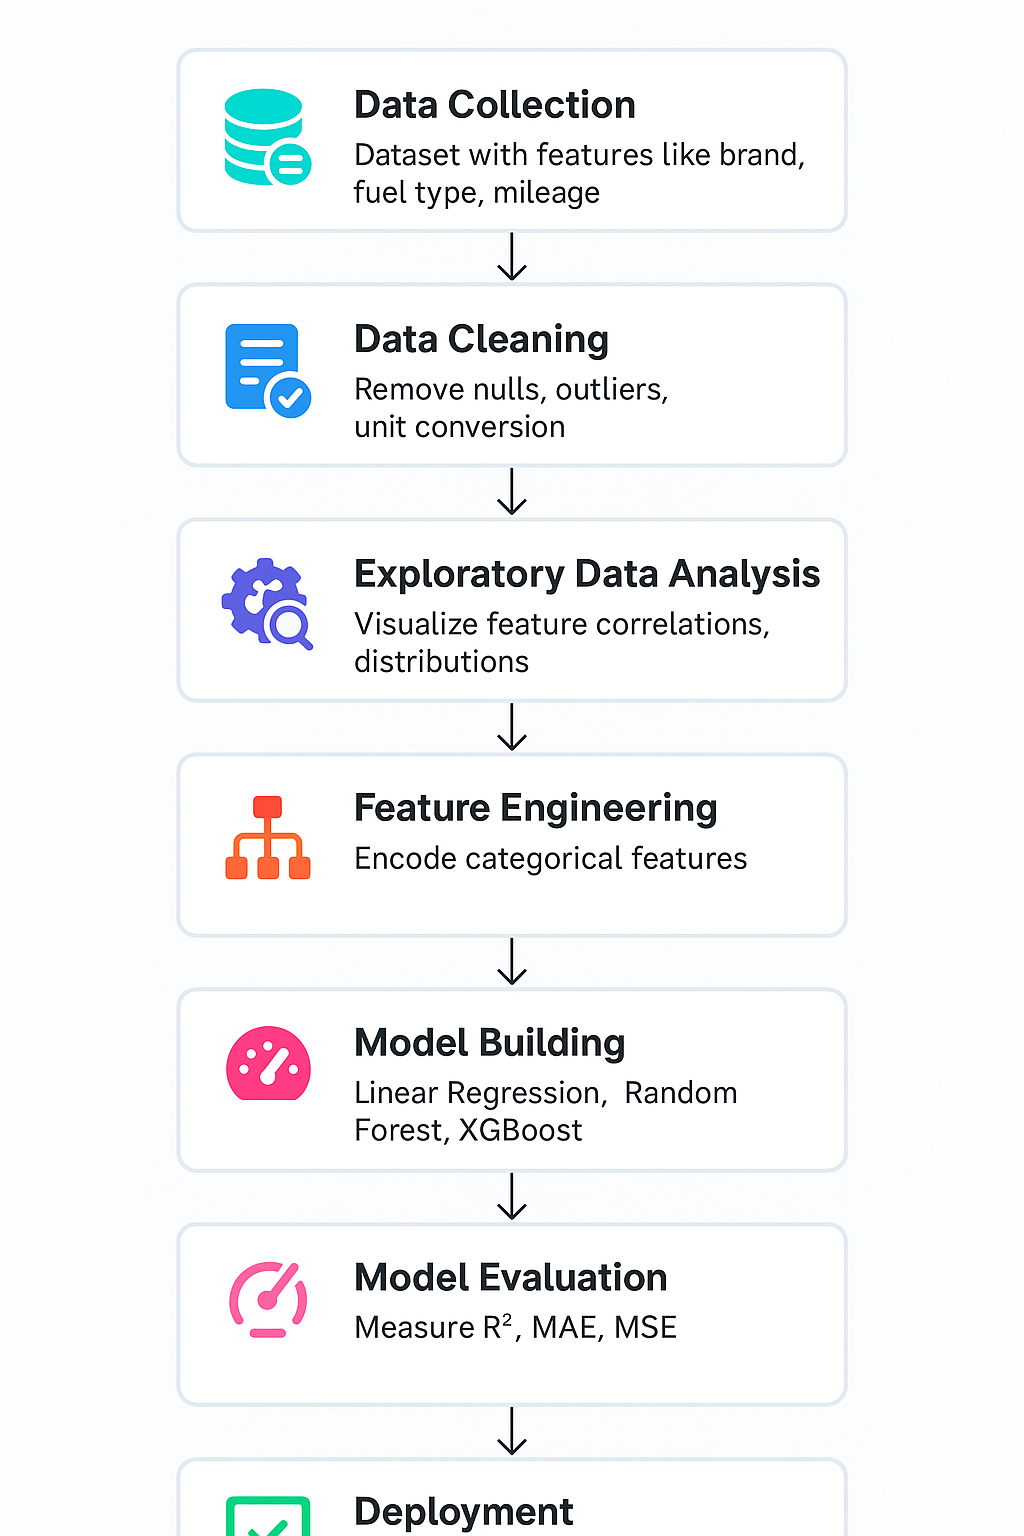 Data Collection
Dataset with features like brand,
fuel type, mileage
Data Cleaning
Remove nulls, outliers,
unit conversion
Exploratory Data Analysis
Visualize feature correlations,
distributions
Feature Engineering
Encode categorical features
Model Building
Linear Regression,  Random
Forest, XGBoost
Model Evaluation
Measure R², MAE, MSE
Deployment